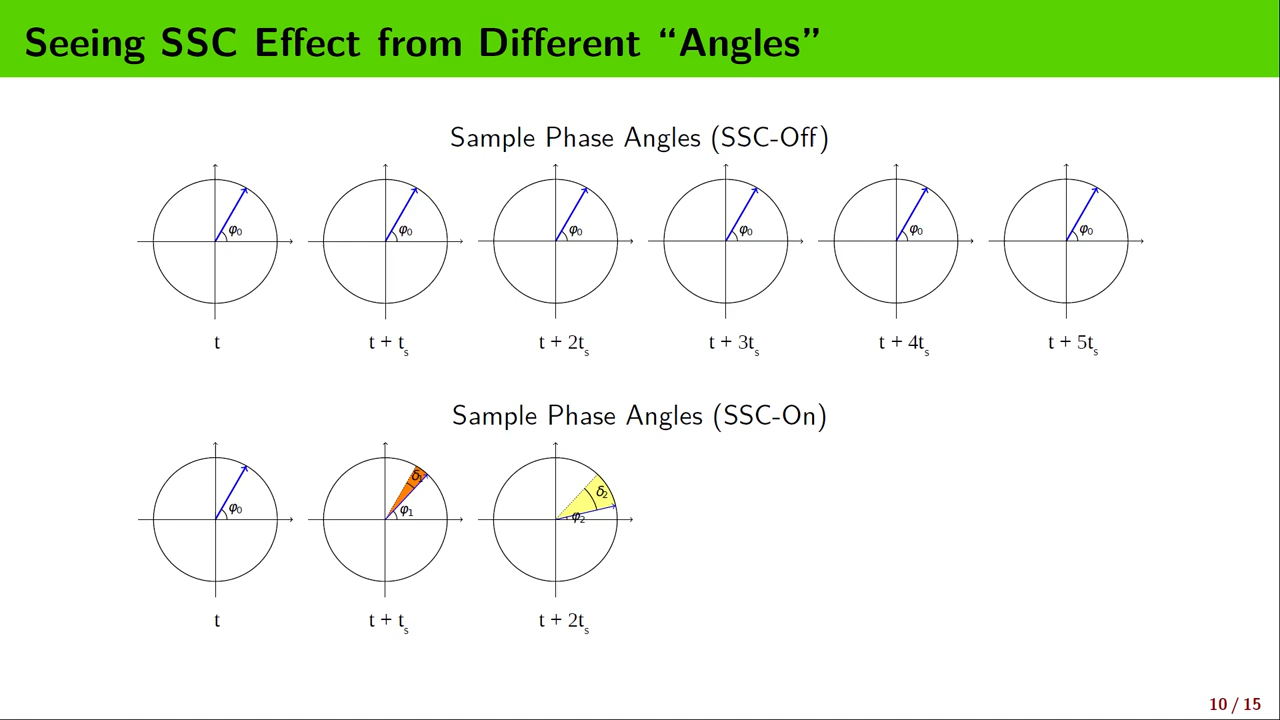 Seeing SSC Effect from Different “Angles”
Sample Phase Angles (SSC-Off)
φ0 φ0 φ0 φ0 φ0 φ0
t t + ts t + 2ts t + 3ts t + 4ts t + 5ts
Sample Phase Angles (SSC-On)
φ0 δ1 φ1 δ2 φ2
t t + ts t + 2ts
10 / 15